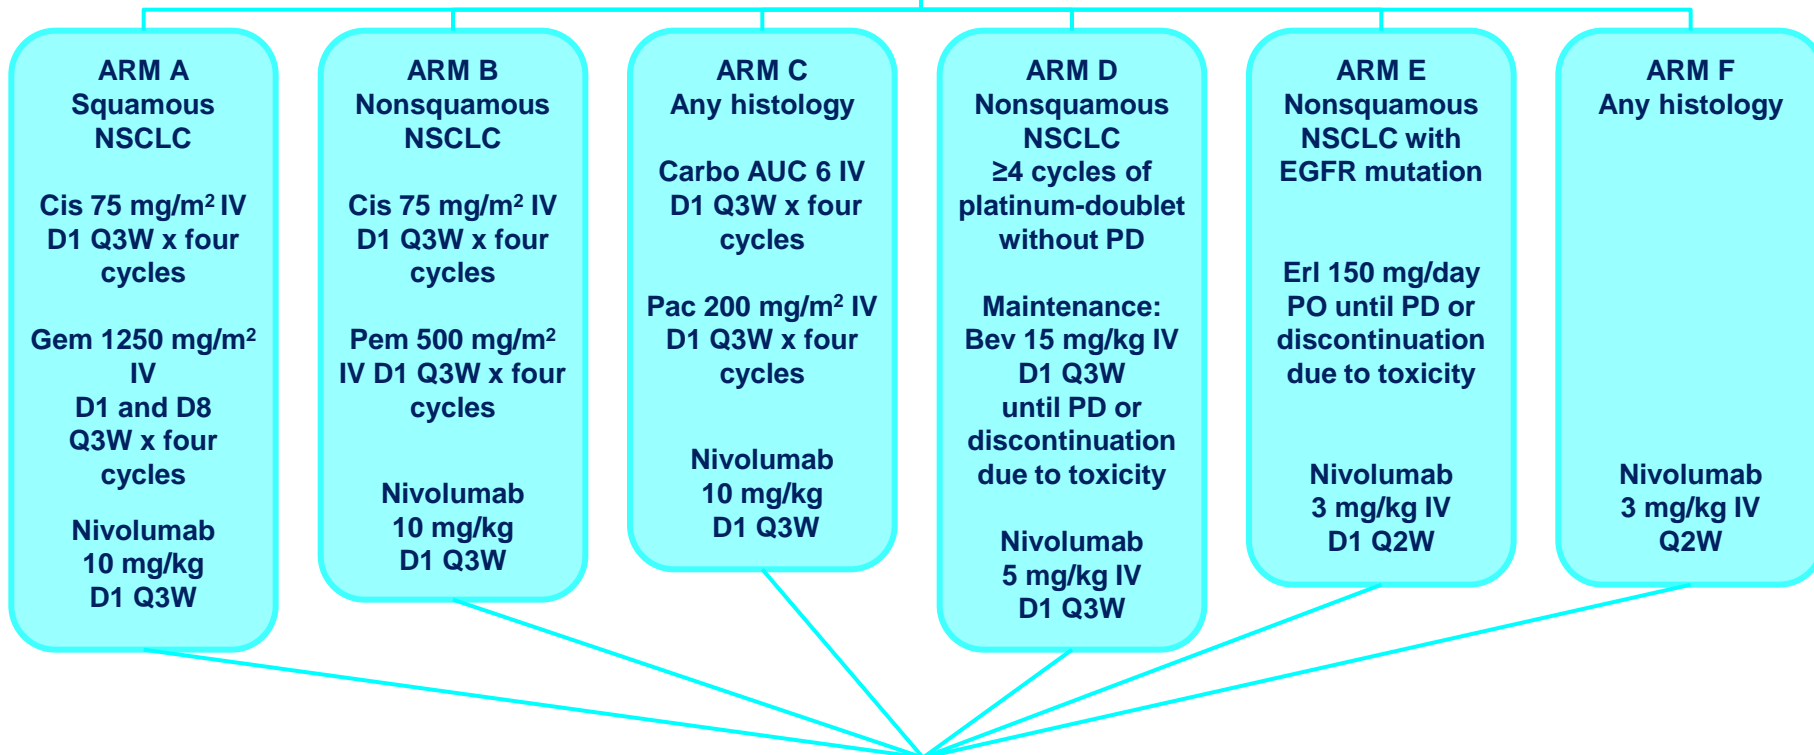 ARM A
Squamous
NSCLC
Cis 75 mg/m² IV
D1 Q3W x four
cycles
Gem 1250 mg/m²
IV
D1 and D8
Q3W x four
cycles
Nivolumab
10 mg/kg
D1 Q3W
ARM B
Nonsquamous
NSCLC
Cis 75 mg/m² IV
D1 Q3W x four
cycles
Pem 500 mg/m²
IV D1 Q3W x four
cycles
Nivolumab
10 mg/kg
D1 Q3W
ARM C
Any histology
Carbo AUC 6 IV
D1 Q3W x four
cycles
Pac 200 mg/m² IV
D1 Q3W x four
cycles
Nivolumab
10 mg/kg
D1 Q3W
ARM D
Nonsquamous
NSCLC
≥4 cycles of
platinum-doublet
without PD
Maintenance:
Bev 15 mg/kg IV
D1 Q3W
until PD or
discontinuation
due to toxicity
Nivolumab
5 mg/kg IV
D1 Q3W
ARM E
Nonsquamous
NSCLC with
EGFR mutation
Erl 150 mg/day
PO until PD or
discontinuation
due to toxicity
Nivolumab
3 mg/kg IV
D1 Q2W
ARM F
Any histology
Nivolumab
3 mg/kg IV
Q2W